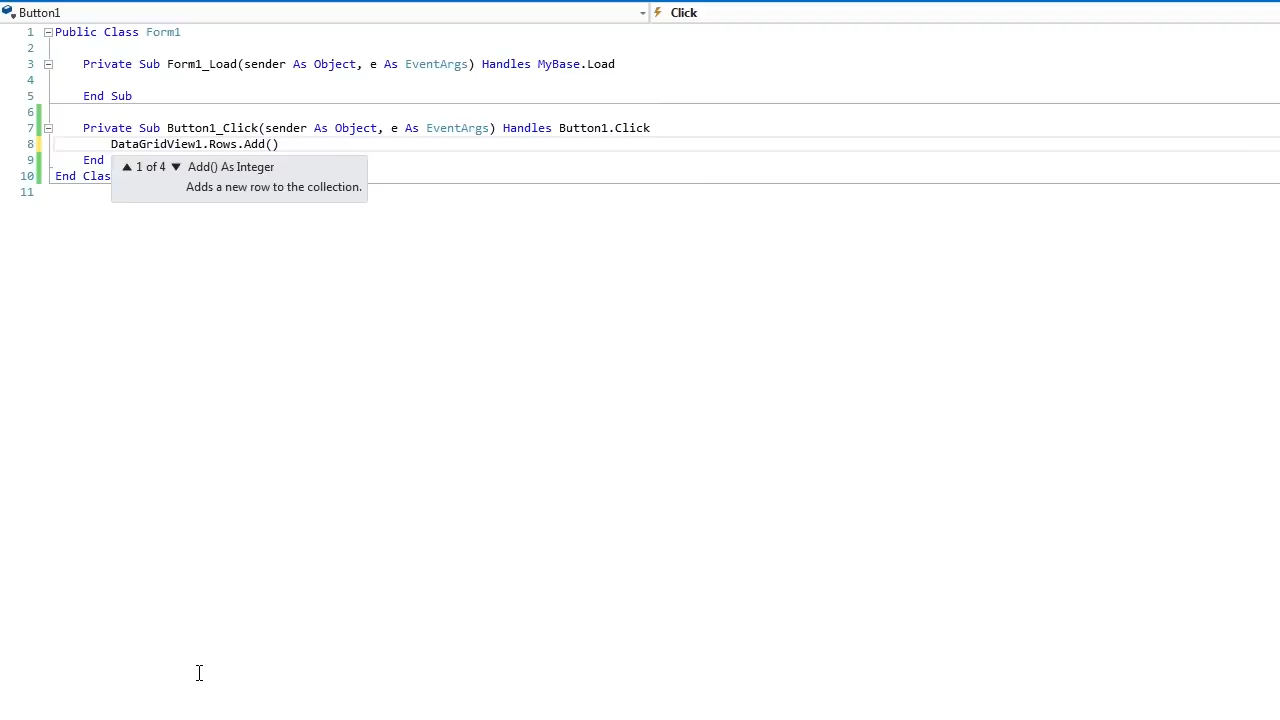 Button1 Click
1 Public Class Form1
2
3 Private Sub Form1_Load(sender As Object, e As EventArgs) Handles MyBase.Load
4
5 End Sub
6
7 Private Sub Button1_Click(sender As Object, e As EventArgs) Handles Button1.Click
8 DataGridView1.Rows.Add()
9 End
10 End Clas
11
▲ 1 of 4 ▼ Add() As Integer
Adds a new row to the collection.